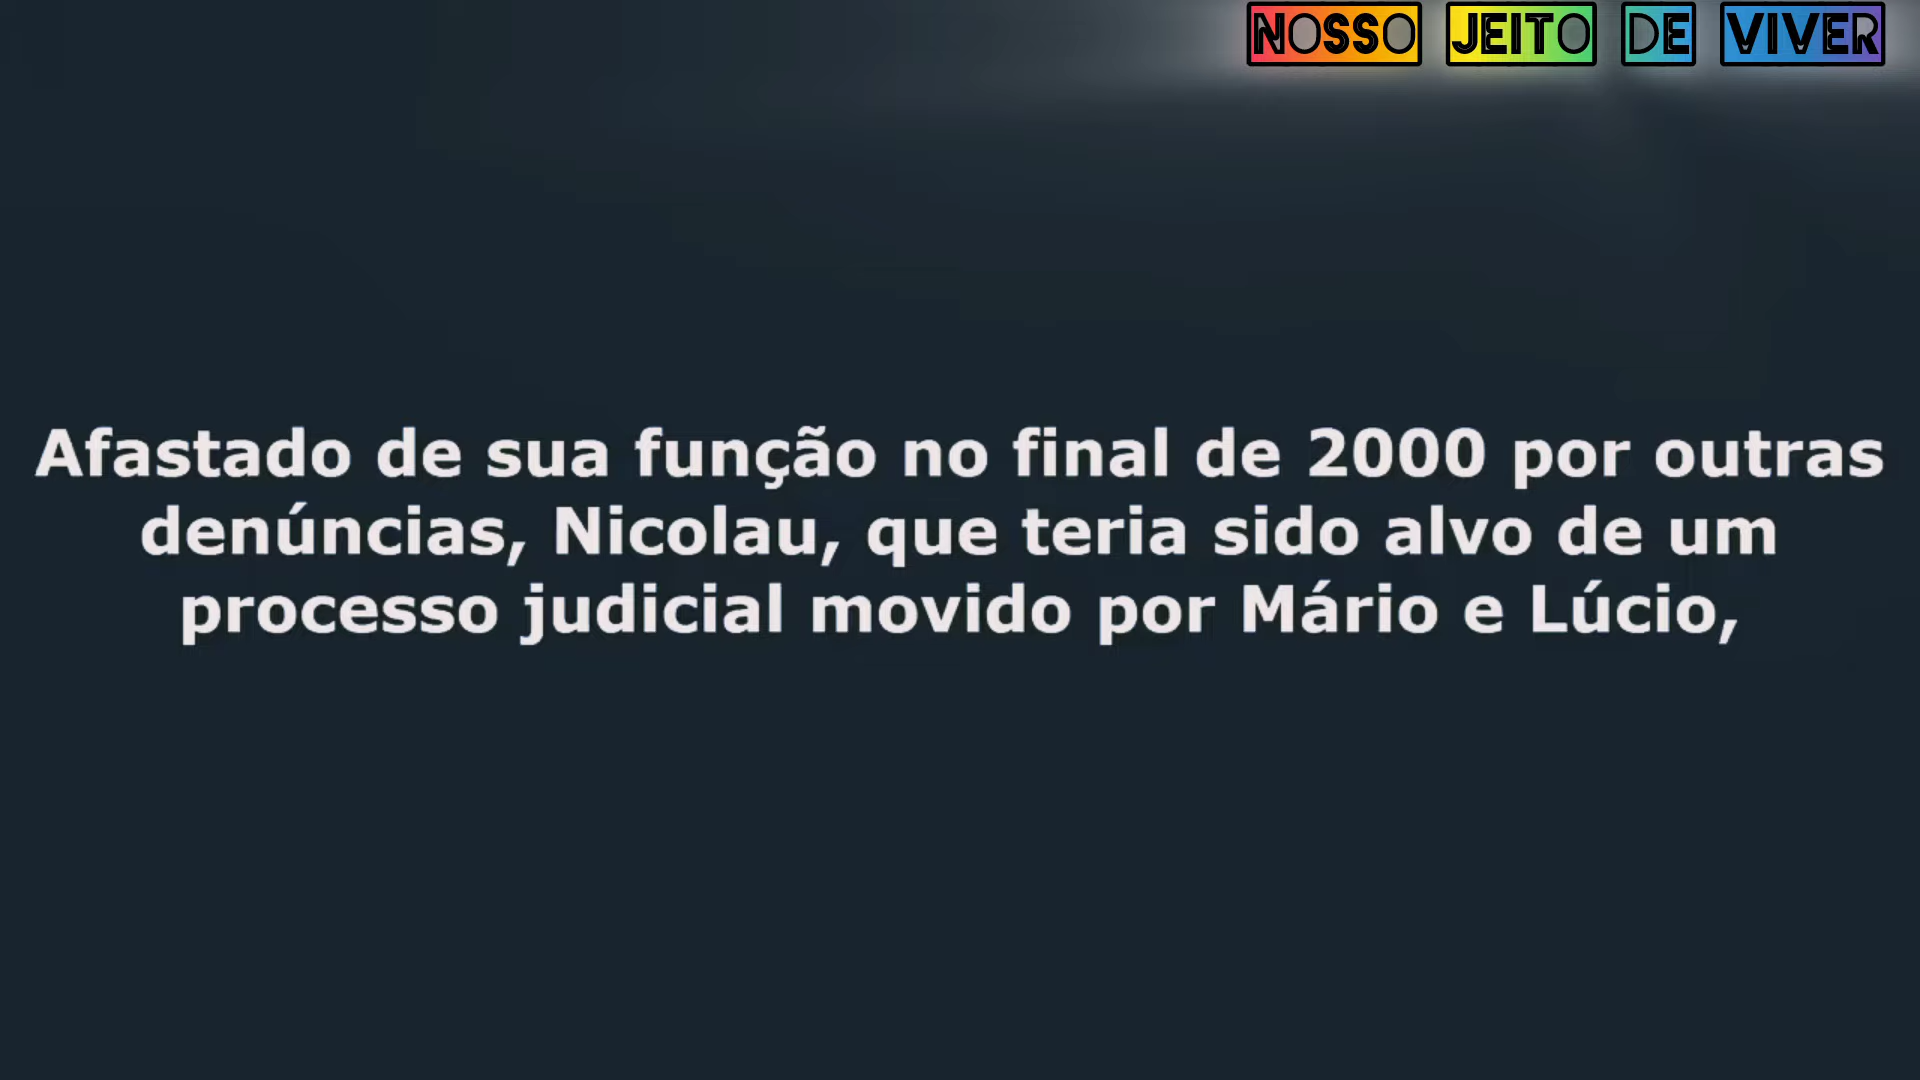 NOSSO JEITO DE VIVER
Afastado de sua função no final de 2000 por outras
denúncias, Nicolau, que teria sido alvo de um
processo judicial movido por Mário e Lúcio,